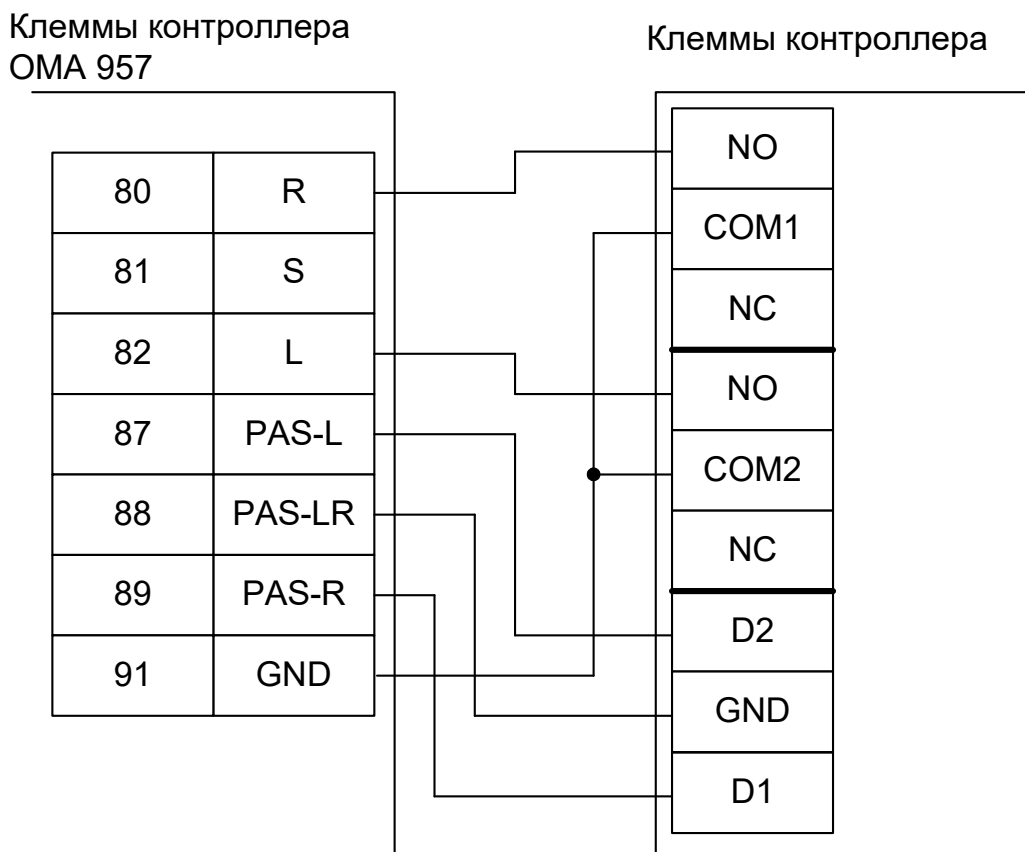 Клеммы контроллера
ОМА 957
Клеммы контроллера
80 R
81 S
82 L
87 PAS-L
88 PAS-LR
89 PAS-R
91 GND
NO
COM1
NC
NO
COM2
NC
D2
GND
D1